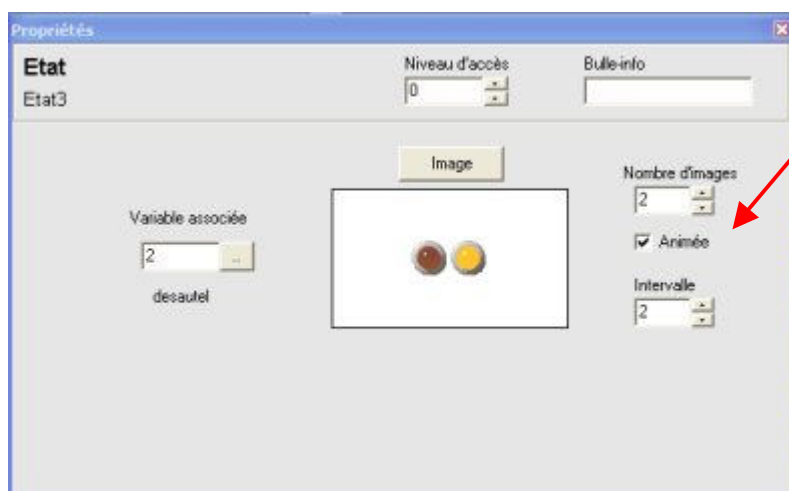 Propriétés
Etat
Etat3
Niveau d'accès
0
Bulle-info
Image
Nombre d'images
2
Animée
Variable associée
2
...
desautel
Intervalle
2